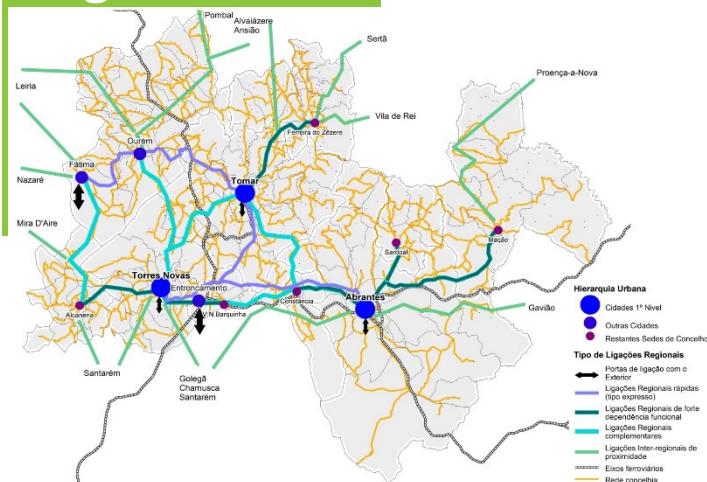 Pombal
Alvaiázere
Ansião
Sertã
Proença-a-Nova
Leiria
Vila de Rei
Ferreira do Zêzere
Ourém
Fátima
Tomar
Nazaré
Mira D'Aire
Mação
Sardoal
Torres Novas
Entroncamento
Constância
Abrantes
V.N.Barquinha
Alcanena
Gavião
Santarém
Golegã
Chamusca
Santarém
Hierarquia Urbana
Cidades 1º Nivel
Outras Cidades
Restantes Sedes de Concelho
Tipo de Ligações Regionais
Portas de ligação com o
Exterior
Ligações Regionais rápidas
(tipo expresso)
Ligações Regionais de forte
dependência funcional
Ligações Regionais
complementares
Ligações Inter-regionais de
proximidade
Eixos ferroviários
Rede concelhia